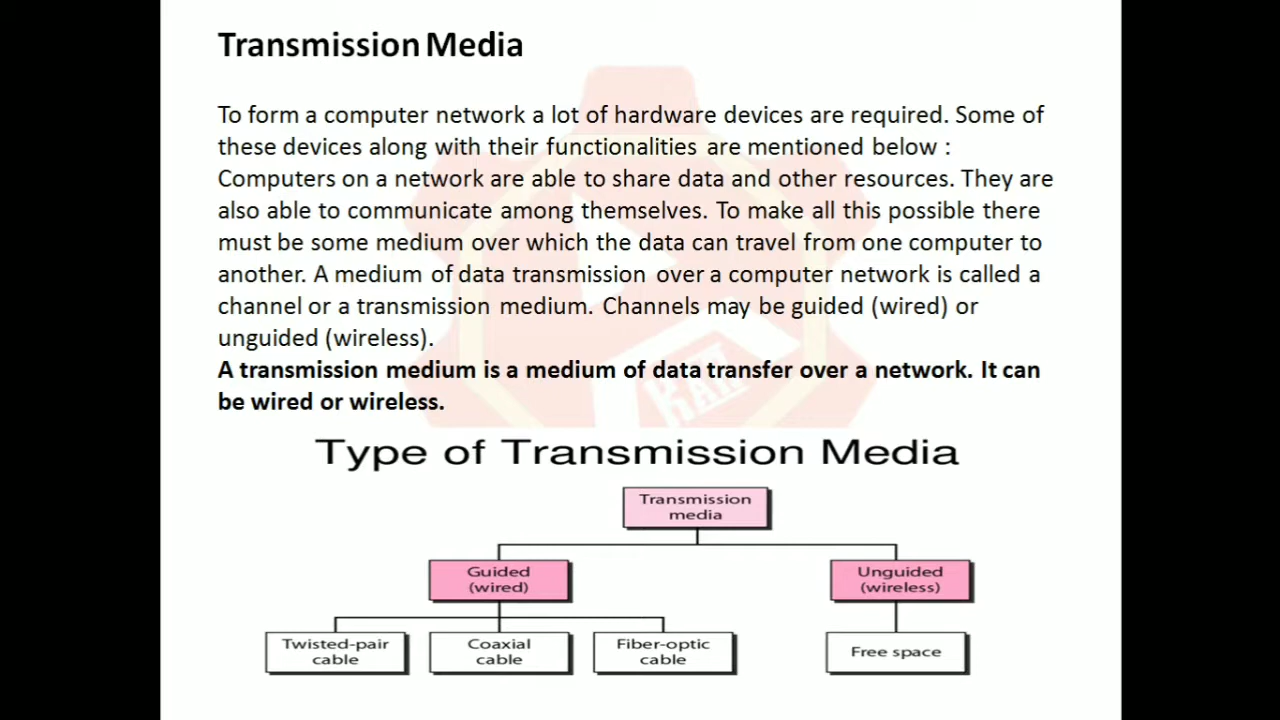 Transmission Media
To form a computer network a lot of hardware devices are required. Some of
these devices along with their functionalities are mentioned below :
Computers on a network are able to share data and other resources. They are
also able to communicate among themselves. To make all this possible there
must be some medium over which the data can travel from one computer to
another. A medium of data transmission over a computer network is called a
channel or a transmission medium. Channels may be guided (wired) or
unguided (wireless).
A transmission medium is a medium of data transfer over a network. It can
be wired or wireless.
Type of Transmission Media
Transmission
media
Guided
(wired)
Unguided
(wireless)
Twisted-pair
cable
Coaxial
cable
Fiber-optic
cable
Free space